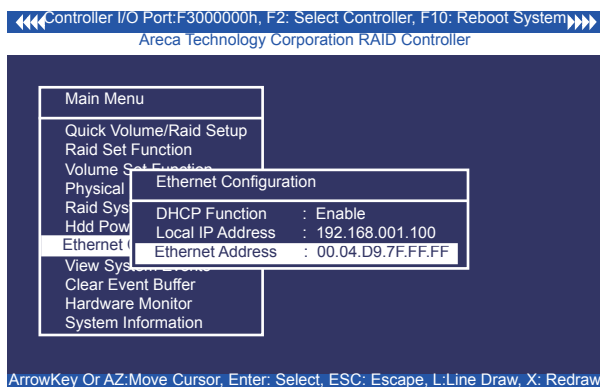 Controller I/O Port:F3000000h, F2: Select Controller, F10: Reboot System
Areca Technology Corporation RAID Controller
Main Menu
Quick Volume/Raid Setup
Raid Set Function
Volume Set Function
Physical
Raid Sys
Hdd Pow
Ethernet
View System Events
Clear Event Buffer
Hardware Monitor
System Information
Ethernet Configuration
DHCP Function : Enable
Local IP Address : 192.168.001.100
Ethernet Address : 00.04.D9.7F.FF.FF
ArrowKey Or AZ:Move Cursor, Enter: Select, ESC: Escape, L:Line Draw, X: Redraw